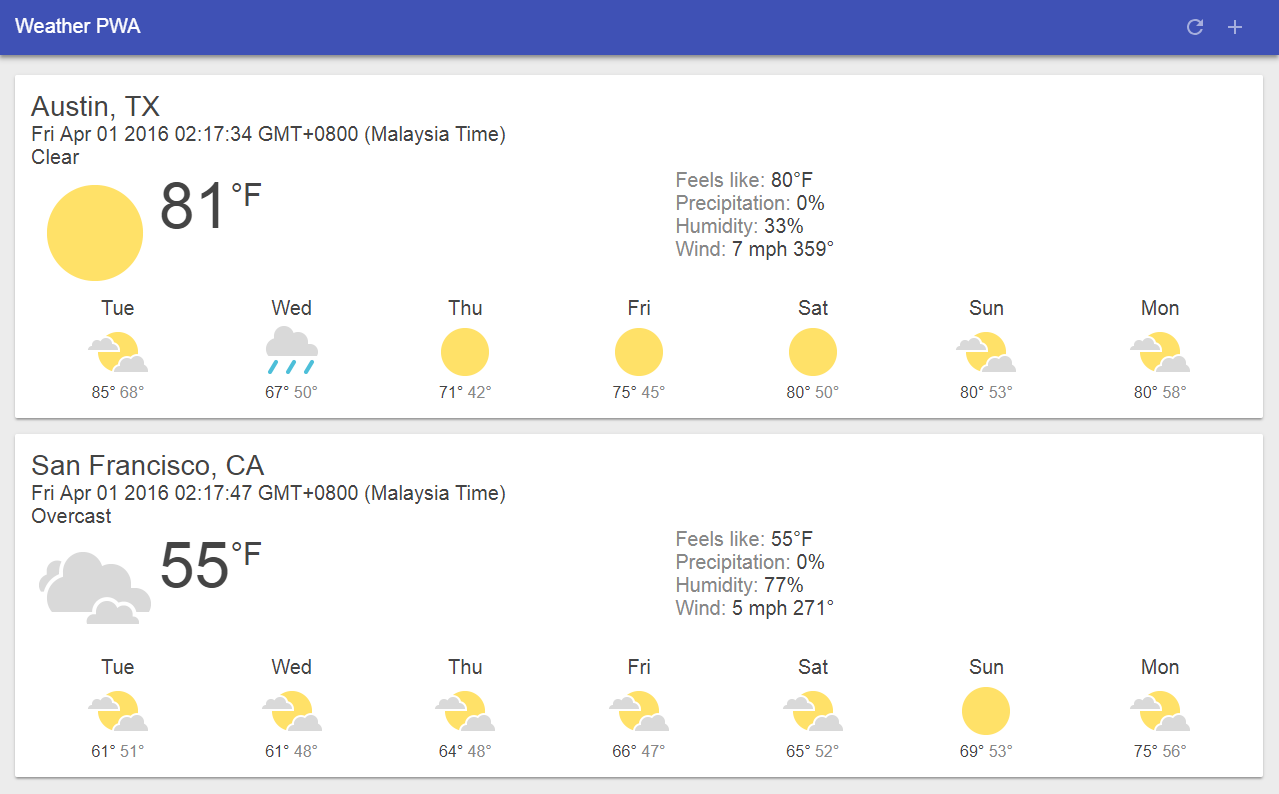 Weather PWA
Austin, TX
Fri Apr 01 2016 02:17:34 GMT+0800 (Malaysia Time)
Clear
81°F
Feels like: 80°F
Precipitation: 0%
Humidity: 33%
Wind: 7 mph 359°
Tue Wed Thu Fri Sat Sun Mon
85° 68° 67° 50° 71° 42° 75° 45° 80° 50° 80° 53° 80° 58°
San Francisco, CA
Fri Apr 01 2016 02:17:47 GMT+0800 (Malaysia Time)
Overcast
55°F
Feels like: 55°F
Precipitation: 0%
Humidity: 77%
Wind: 5 mph 271°
Tue Wed Thu Fri Sat Sun Mon
61° 51° 61° 48° 64° 48° 66° 47° 65° 52° 69° 53° 75° 56°